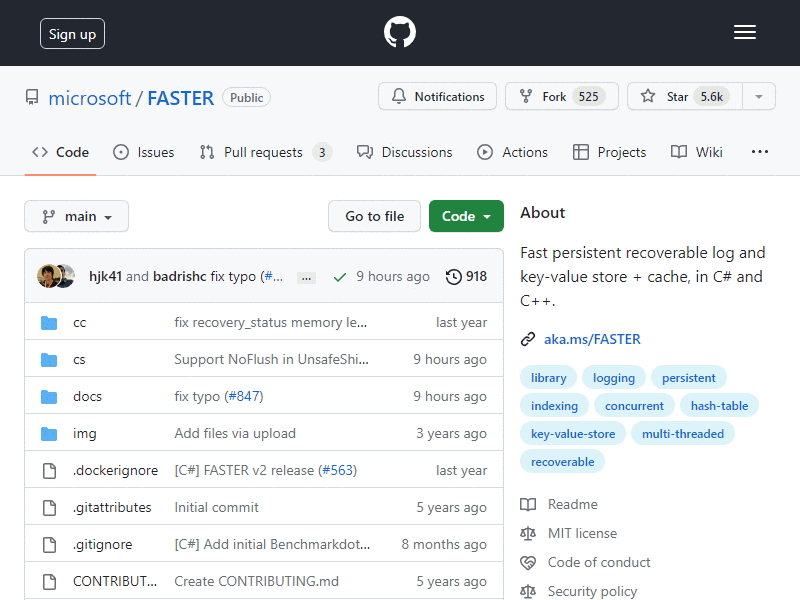 Sign up
microsoft / FASTER Public
Notifications Fork 525 Star 5.6k
Code Issues Pull requests 3 Discussions Actions Projects Wiki ...
main Go to file Code
hjk41 and badrishc fix typo (#... ... 9 hours ago 918
cc fix recovery_status memory le... last year
cs Support NoFlush in UnsafeShi... 9 hours ago
docs fix typo (#847) 9 hours ago
img Add files via upload 3 years ago
.dockerignore [C#] FASTER v2 release (#563) last year
.gitattributes Initial commit 5 years ago
.gitignore [C#] Add initial Benchmarkdot... 8 months ago
CONTRIBUT... Create CONTRIBUTING.md 5 years ago
About
Fast persistent recoverable log and
key-value store + cache, in C# and
C++.
aka.ms/FASTER
library logging persistent
indexing concurrent hash-table
key-value-store multi-threaded
recoverable
Readme
MIT license
Code of conduct
Security policy